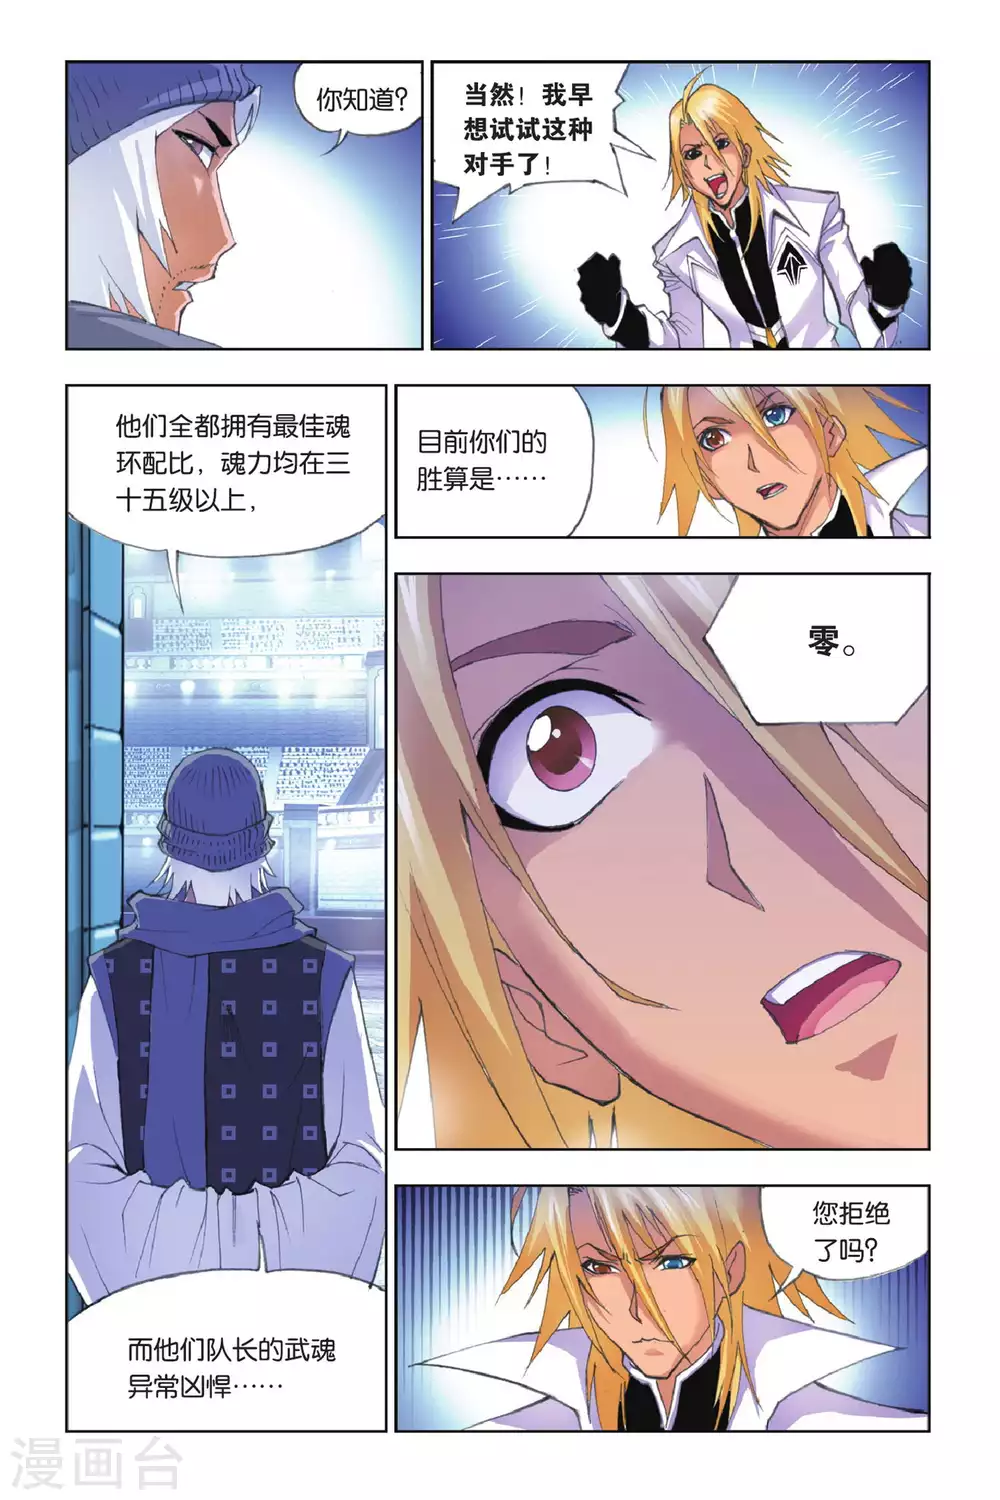 你知道？
当然！我早
想试试这种
对手了！
他们全都拥有最佳魂
环配比，魂力均在三
十五级以上，
目前你们的
胜算是……
零。
而他们队长的武魂
异常凶悍……
您拒绝
了吗？
漫画台